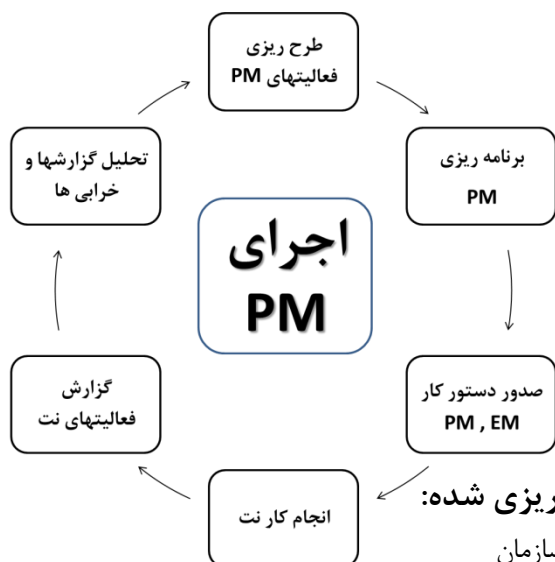 طرح ریزی
فعالیتهای PM
برنامه ریزی
PM
صدور دستور کار
PM , EM
انجام کار نت
گزارش
فعالیتهای نت
تحلیل گزارشها و
خرابی ها
اجرای
PM
ریزی شده:
سازمان